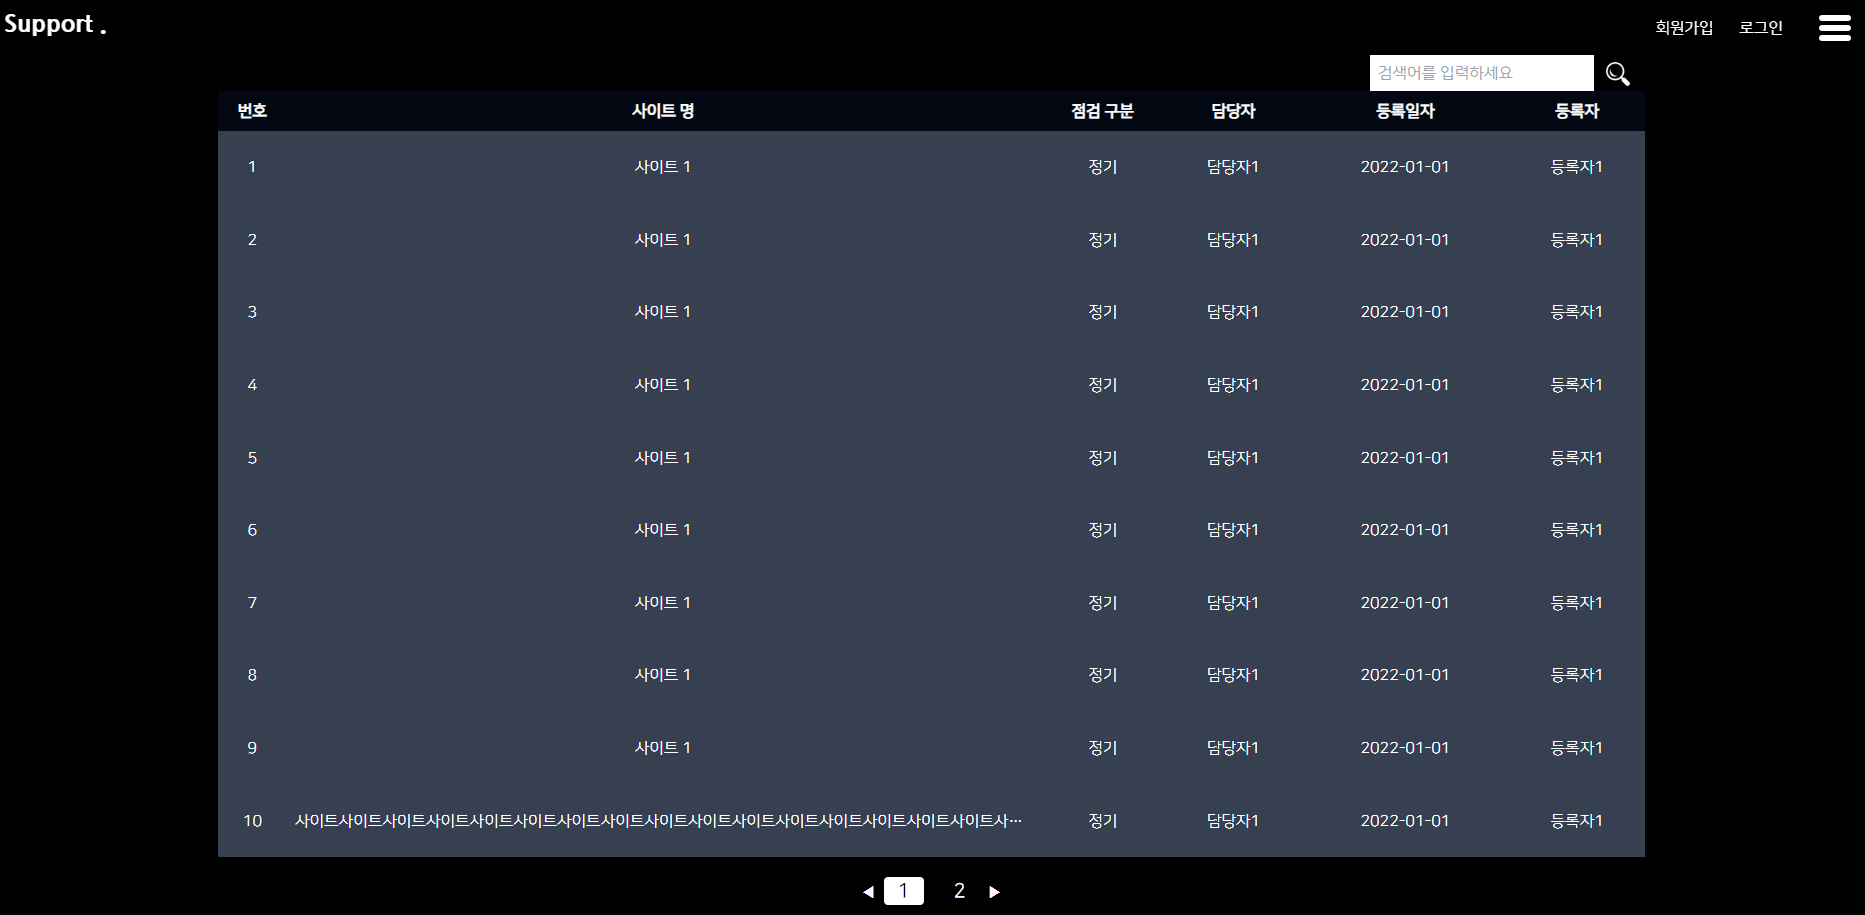 Support .
회원가입 로그인
검색어를 입력하세요
번호 사이트 명 점검 구분 담당자 등록일자 등록자
1 사이트 1 정기 담당자1 2022-01-01 등록자1
2 사이트 1 정기 담당자1 2022-01-01 등록자1
3 사이트 1 정기 담당자1 2022-01-01 등록자1
4 사이트 1 정기 담당자1 2022-01-01 등록자1
5 사이트 1 정기 담당자1 2022-01-01 등록자1
6 사이트 1 정기 담당자1 2022-01-01 등록자1
7 사이트 1 정기 담당자1 2022-01-01 등록자1
8 사이트 1 정기 담당자1 2022-01-01 등록자1
9 사이트 1 정기 담당자1 2022-01-01 등록자1
10 사이트사이트사이트사이트사이트사이트사이트사이트사이트사이트사이트사이트사이트사이트사이트사이트사… 정기 담당자1 2022-01-01 등록자1
◀ 1 2 ▶